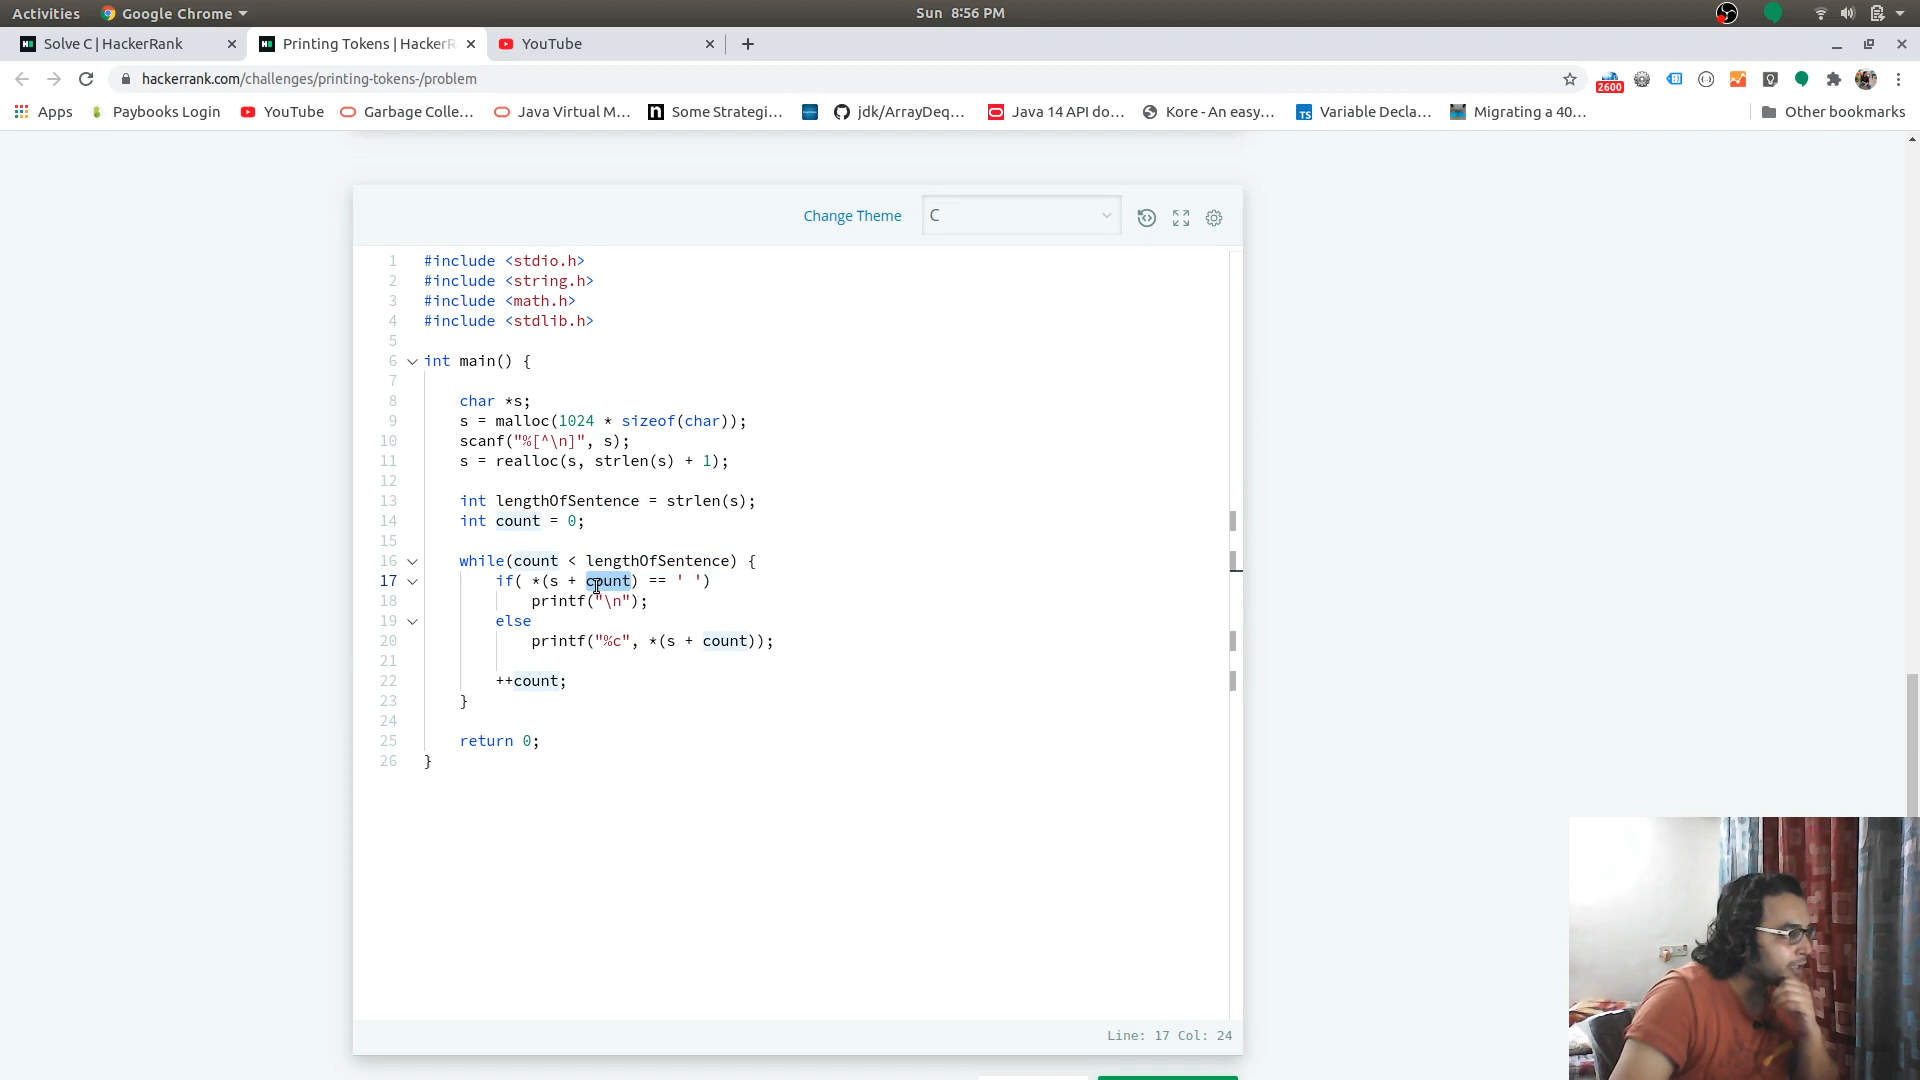 Activities
Google Chrome
Sun 8:56 PM
Solve C | HackerRank
Printing Tokens | HackerR
YouTube
hackerrank.com/challenges/printing-tokens-/problem
2600
Apps
Paybooks Login
YouTube
Garbage Colle...
Java Virtual M...
Some Strategi...
jdk/ArrayDeq...
Java 14 API do...
Kore - An easy...
Variable Decla...
Migrating a 40...
Other bookmarks
Change Theme
C
1 #include <stdio.h>
2 #include <string.h>
3 #include <math.h>
4 #include <stdlib.h>
5
6 int main() {
7
8 char *s;
9 s = malloc(1024 * sizeof(char));
10 scanf("%[^\n]", s);
11 s = realloc(s, strlen(s) + 1);
12
13 int lengthOfSentence = strlen(s);
14 int count = 0;
15
16 while(count < lengthOfSentence) {
17 if( *(s + count) == ' ')
18 printf("\n");
19 else
20 printf("%c", *(s + count));
21
22 ++count;
23 }
24
25 return 0;
26 }
Line: 17 Col: 24